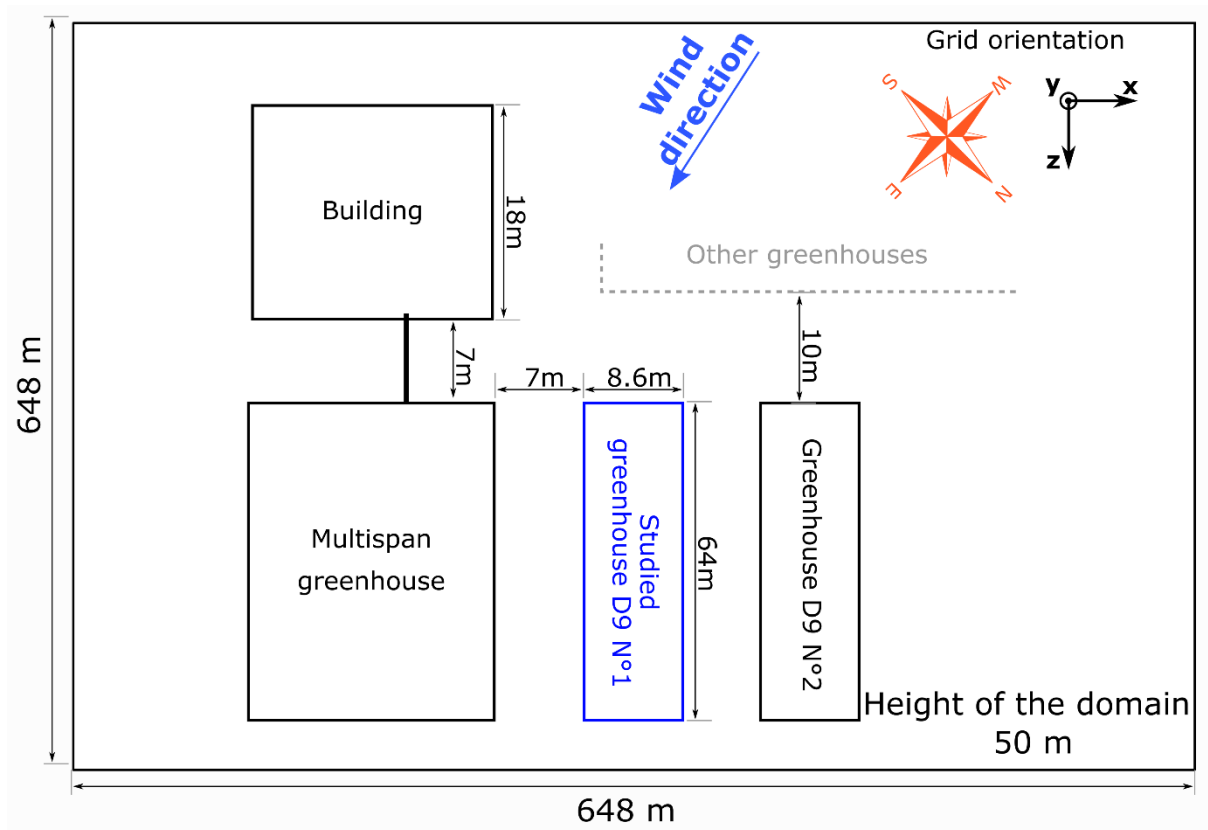 Grid orientation
Wind
direction
S
W
E
N
y
x
z
Building
18m
Other greenhouses
7m
10m
7m
8.6m
648 m
Multispan
greenhouse
Studied
greenhouse D9 N°1
64m
Greenhouse D9 N°2
Height of the domain
50 m
648 m